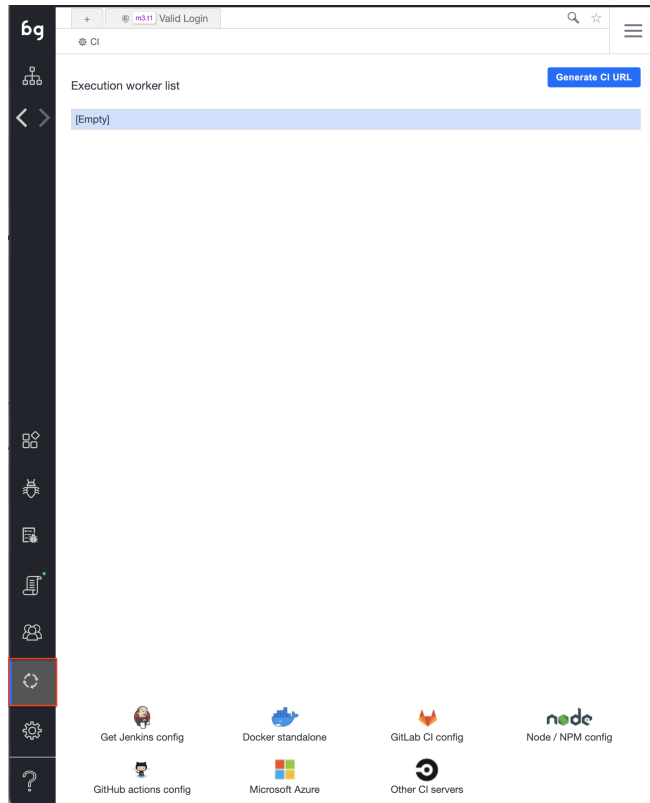 bg
+ m3.t1 Valid Login
CI
Execution worker list
Generate CI URL
[Empty]
Get Jenkins config
Docker standalone
GitLab CI config
node
Node / NPM config
GitHub actions config
Microsoft Azure
Other CI servers
?